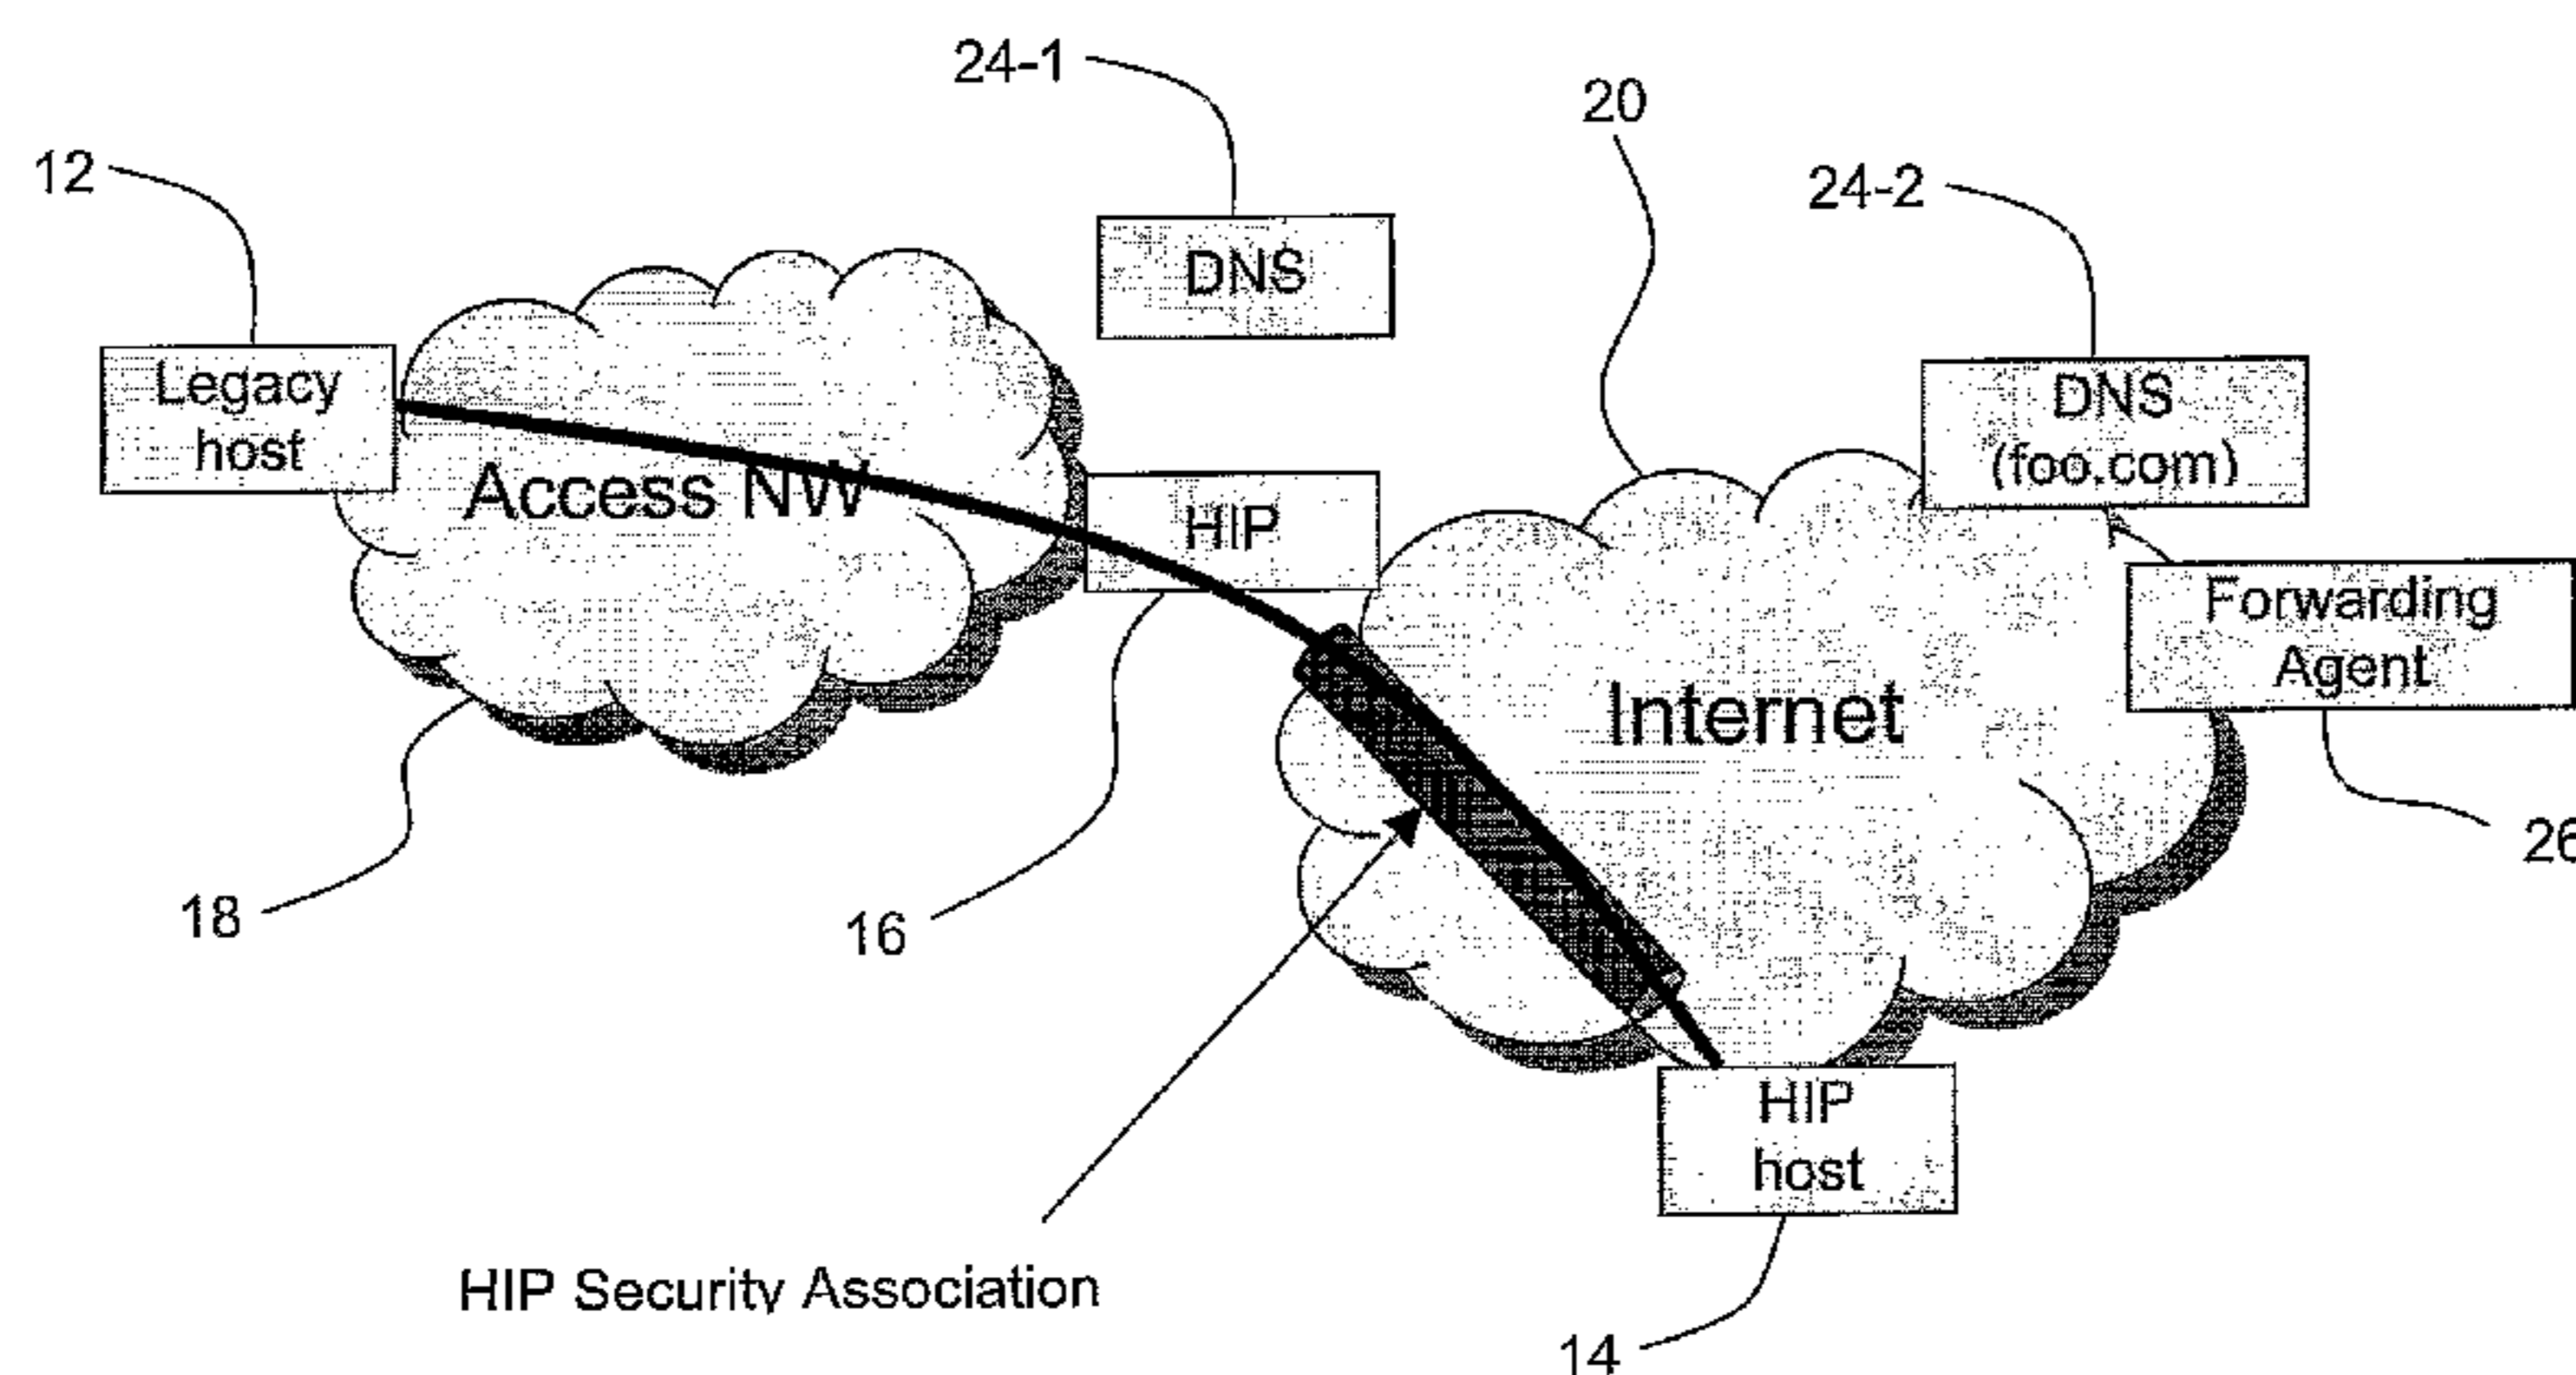 24-1
20
12
24-2
DNS
Legacy
host
DNS
(foo.com)
Access NW
HIP
Forwarding
Agent
Internet
26
18
16
HIP
host
HIP Security Association
14